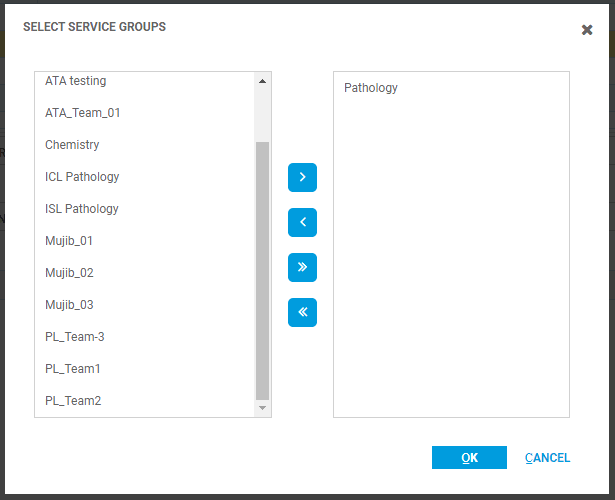 SELECT SERVICE GROUPS
ATA testing
ATA_Team_01
Chemistry
ICL Pathology
ISL Pathology
Mujib_01
Mujib_02
Mujib_03
PL_Team-3
PL_Team1
PL_Team2
Pathology
OK
CANCEL